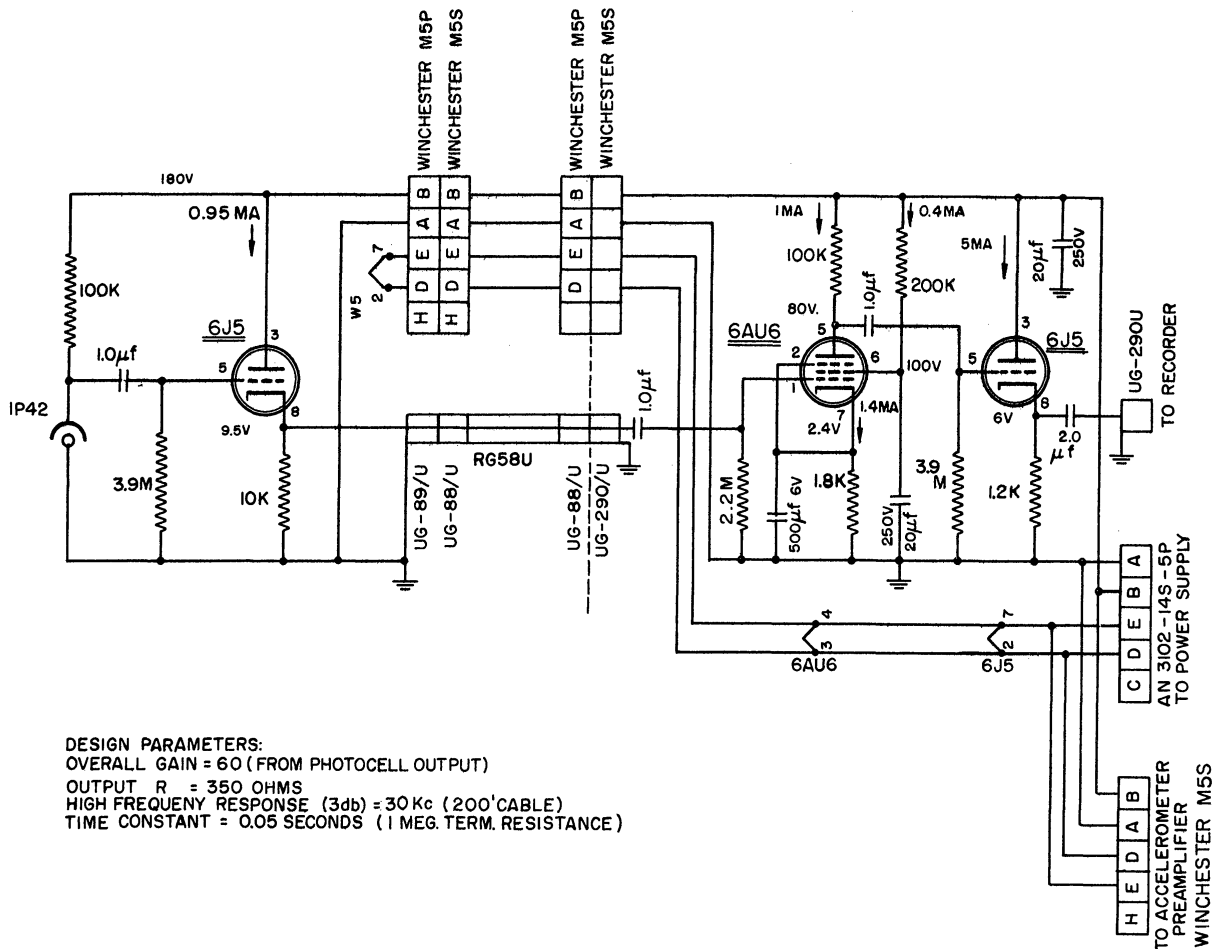 WINCHESTER M5P
WINCHESTER M5S
WINCHESTER M5P
WINCHESTER M5S
180V
0.95 MA
B B
A A
E E
D D
H H
B
A
E
D
7
2
W5
100K
1.0µf
6J5
3
5
8
9.5V
1P42
3.9M
10K
RG58U
UG-89/U
UG-88/U
UG-88/U
UG-290/U
1.0µf
1MA
0.4MA
5MA
100K
200K
1.0µf
80V.
20µf
250V
6AU6
5
2
1
6
7
100V
1.4MA
2.4V
6J5
3
5
8
6V
2.0
µf
UG-290U
TO RECORDER
2.2M
500µf 6V
1.8K
250V
20µf
3.9
M
1.2K
4
3
6AU6
7
2
6J5
A
B
E
D
C
AN 3102-14S-5P
TO POWER SUPPLY
B
A
D
E
H
TO ACCELEROMETER
PREAMPLIFIER
WINCHESTER M5S
DESIGN PARAMETERS:
OVERALL GAIN = 60 (FROM PHOTOCELL OUTPUT)
OUTPUT R = 350 OHMS
HIGH FREQUENY RESPONSE (3db) = 30 Kc (200' CABLE)
TIME CONSTANT = 0.05 SECONDS (1 MEG. TERM. RESISTANCE)